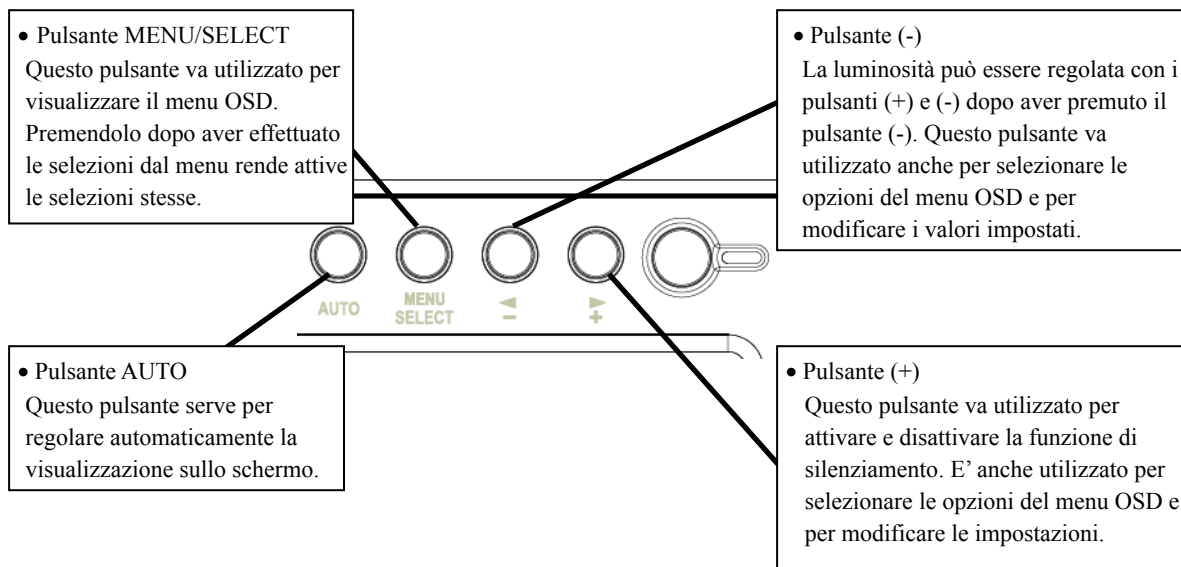 • Pulsante MENU/SELECT
Questo pulsante va utilizzato per
visualizzare il menu OSD.
Premendolo dopo aver effettuato
le selezioni dal menu rende attive
le selezioni stesse.
• Pulsante (-)
La luminosità può essere regolata con i
pulsanti (+) e (-) dopo aver premuto il
pulsante (-). Questo pulsante va
utilizzato anche per selezionare le
opzioni del menu OSD e per
modificare i valori impostati.
AUTO
MENU
SELECT
◄
−
►
+
• Pulsante AUTO
Questo pulsante serve per
regolare automaticamente la
visualizzazione sullo schermo.
• Pulsante (+)
Questo pulsante va utilizzato per
attivare e disattivare la funzione di
silenziamento. E’ anche utilizzato per
selezionare le opzioni del menu OSD e
per modificare le impostazioni.